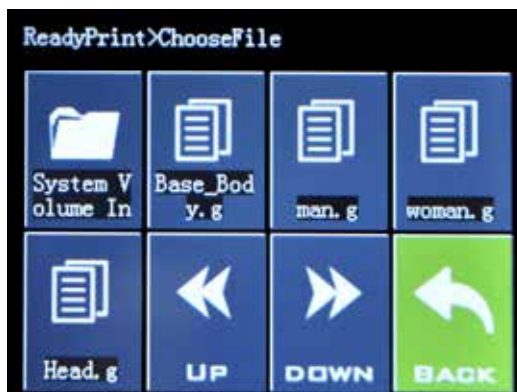 ReadyPrint>ChooseFile
System V
olume In
Base_Bod
y.g
man.g
woman.g
Head.g
UP
DOWN
BACK